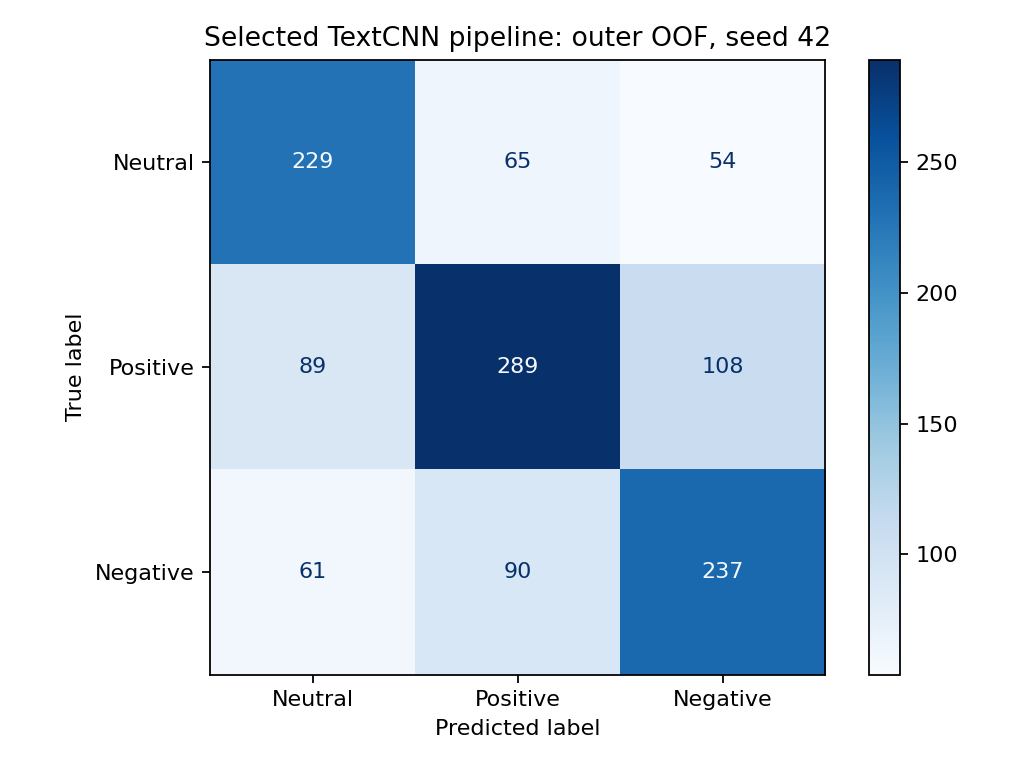 Selected TextCNN pipeline: outer OOF, seed 42
Neutral 229 65 54
Positive 89 289 108
Negative 61 90 237
True label
Neutral Positive Negative
Predicted label
250
200
150
100